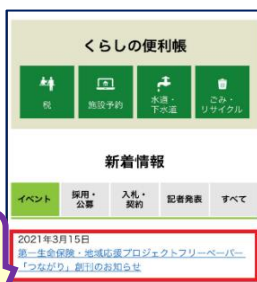 くらしの便利帳
税
施設予約
水道・
下水道
ごみ・
リサイクル
新着情報
イベント
採用・
公募
入札・
契約
記者発表
すべて
2021年3月15日
第一生命保険・地域応援プロジェクトフリーペーパー
「つながり」創刊のお知らせ